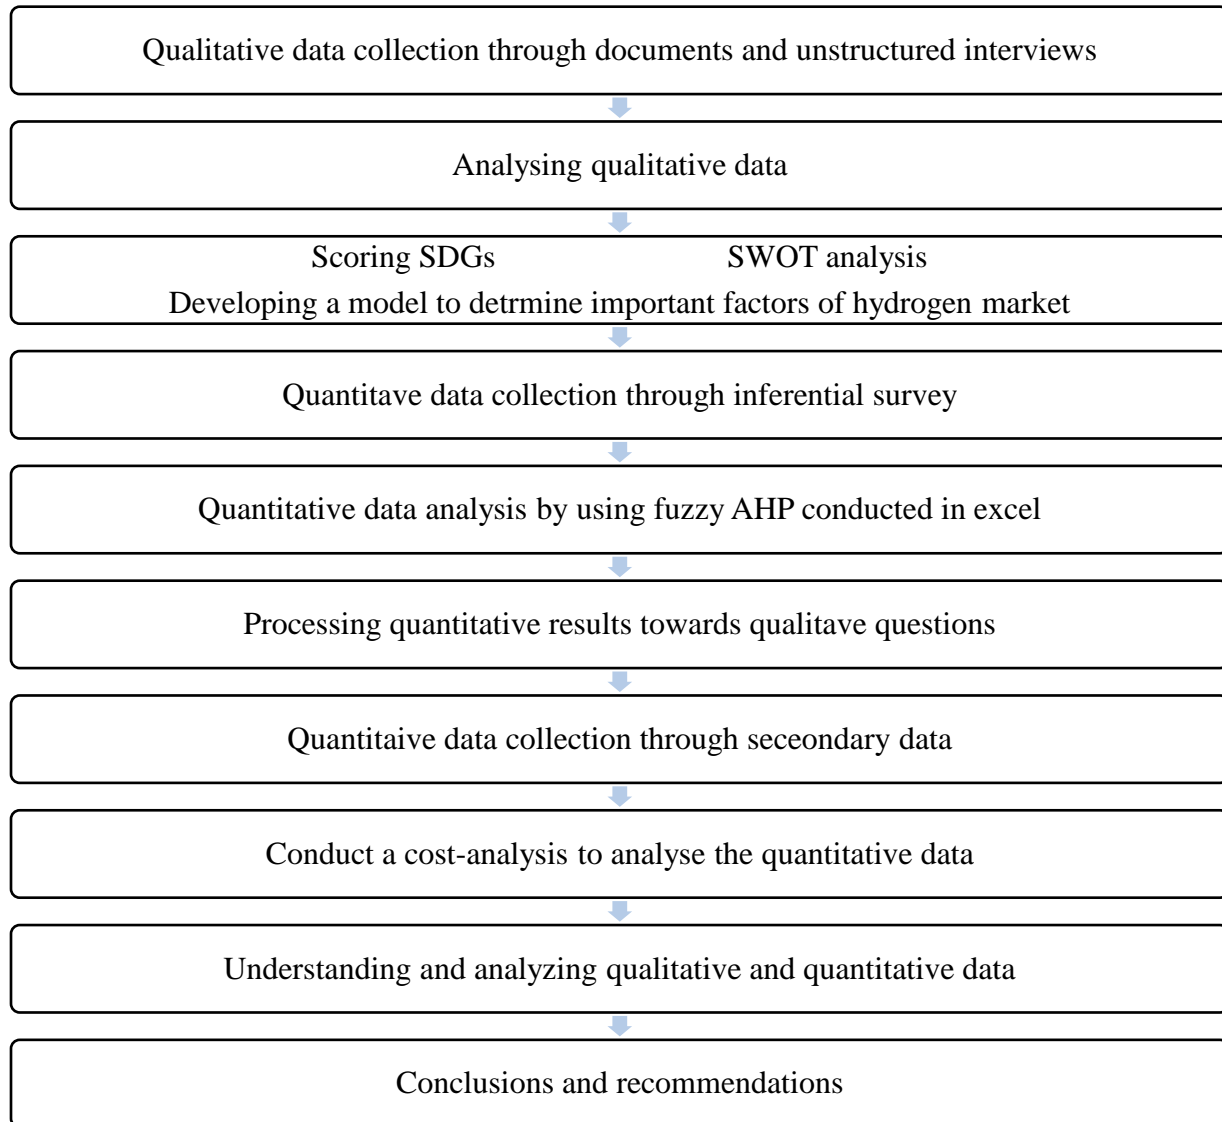 Qualitative data collection through documents and unstructured interviews
Analysing qualitative data
Scoring SDGs SWOT analysis
Developing a model to detrmine important factors of hydrogen market
Quantitave data collection through inferential survey
Quantitative data analysis by using fuzzy AHP conducted in excel
Processing quantitative results towards qualitave questions
Quantitaive data collection through seceondary data
Conduct a cost-analysis to analyse the quantitative data
Understanding and analyzing qualitative and quantitative data
Conclusions and recommendations